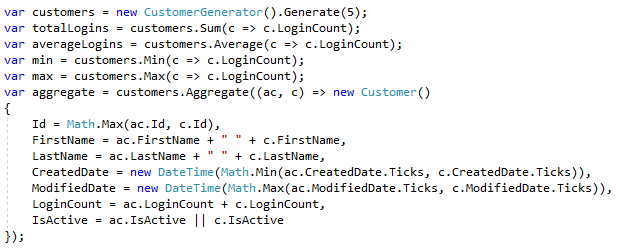 var customers = new CustomerGenerator().Generate(5);
var totalLogins = customers.Sum(c => c.LoginCount);
var averageLogins = customers.Average(c => c.LoginCount);
var min = customers.Min(c => c.LoginCount);
var max = customers.Max(c => c.LoginCount);
var aggregate = customers.Aggregate((ac, c) => new Customer()
{
    Id = Math.Max(ac.Id, c.Id),
    FirstName = ac.FirstName + " " + c.FirstName,
    LastName = ac.LastName + " " + c.LastName,
    CreatedDate = new DateTime(Math.Min(ac.CreatedDate.Ticks, c.CreatedDate.Ticks)),
    ModifiedDate = new DateTime(Math.Max(ac.ModifiedDate.Ticks, c.ModifiedDate.Ticks)),
    LoginCount = ac.LoginCount + c.LoginCount,
    IsActive = ac.IsActive || c.IsActive
});